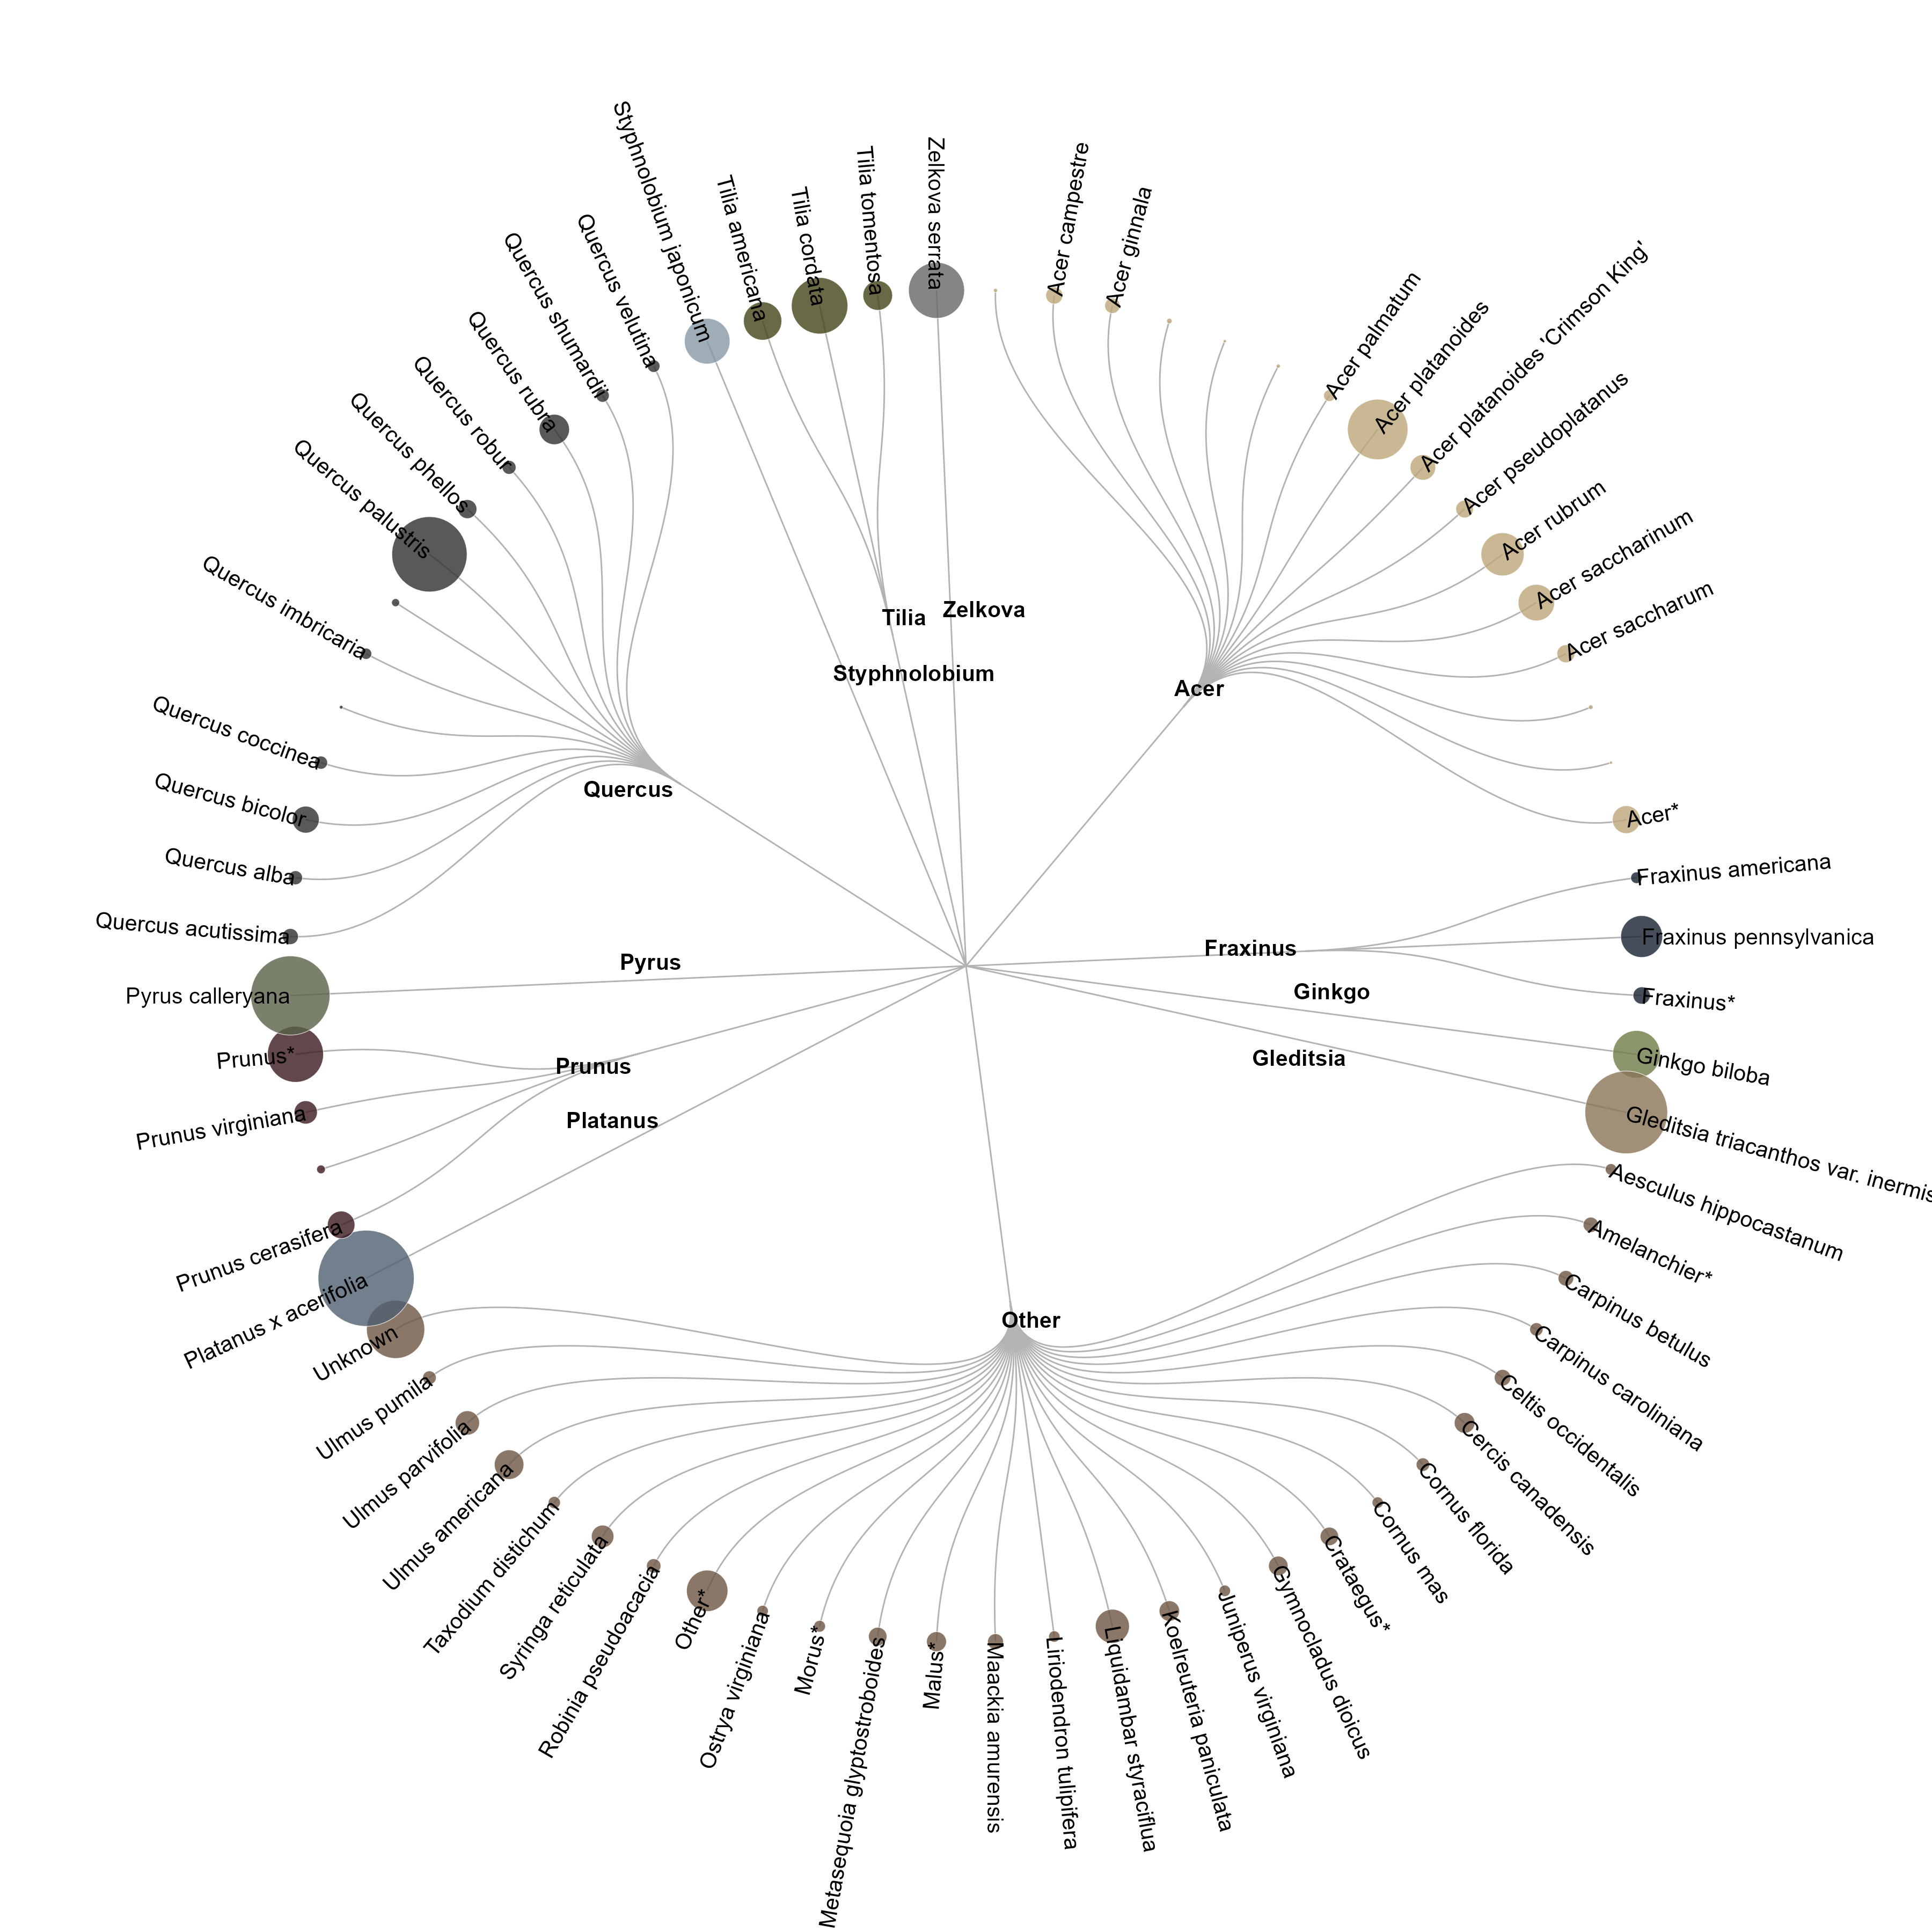 Zelkova serrata
Acer campestre
Acer ginnala
Acer palmatum
Acer platanoides
Acer platanoides 'Crimson King'
Acer pseudoplatanus
Acer rubrum
Acer saccharinum
Acer saccharum
Acer*
Fraxinus americana
Fraxinus pennsylvanica
Fraxinus*
Ginkgo biloba
Gleditsia triacanthos var. inermis
Aesculus hippocastanum
Amelanchier*
Carpinus betulus
Carpinus caroliniana
Celtis occidentalis
Cercis canadensis
Cornus florida
Cornus mas
Crataegus*
Gymnocladus dioicus
Juniperus virginiana
Koelreuteria paniculata
Liquidambar styraciflua
Liriodendron tulipifera
Maackia amurensis
Malus*
Metasequoia glyptostroboides
Morus*
Ostrya virginiana
Other*
Robinia pseudoacacia
Syringa reticulata
Taxodium distichum
Ulmus americana
Ulmus parvifolia
Ulmus pumila
Unknown
Platanus x acerifolia
Prunus cerasifera
Prunus virginiana
Prunus*
Pyrus calleryana
Quercus acutissima
Quercus alba
Quercus bicolor
Quercus coccinea
Quercus imbricaria
Quercus palustris
Quercus phellos
Quercus robur
Quercus rubra
Quercus shumardii
Quercus velutina
Styphnolobium japonicum
Tilia americana
Tilia cordata
Tilia tomentosa
Zelkova
Tilia
Styphnolobium
Acer
Quercus
Fraxinus
Pyrus
Ginkgo
Gleditsia
Prunus
Platanus
Other